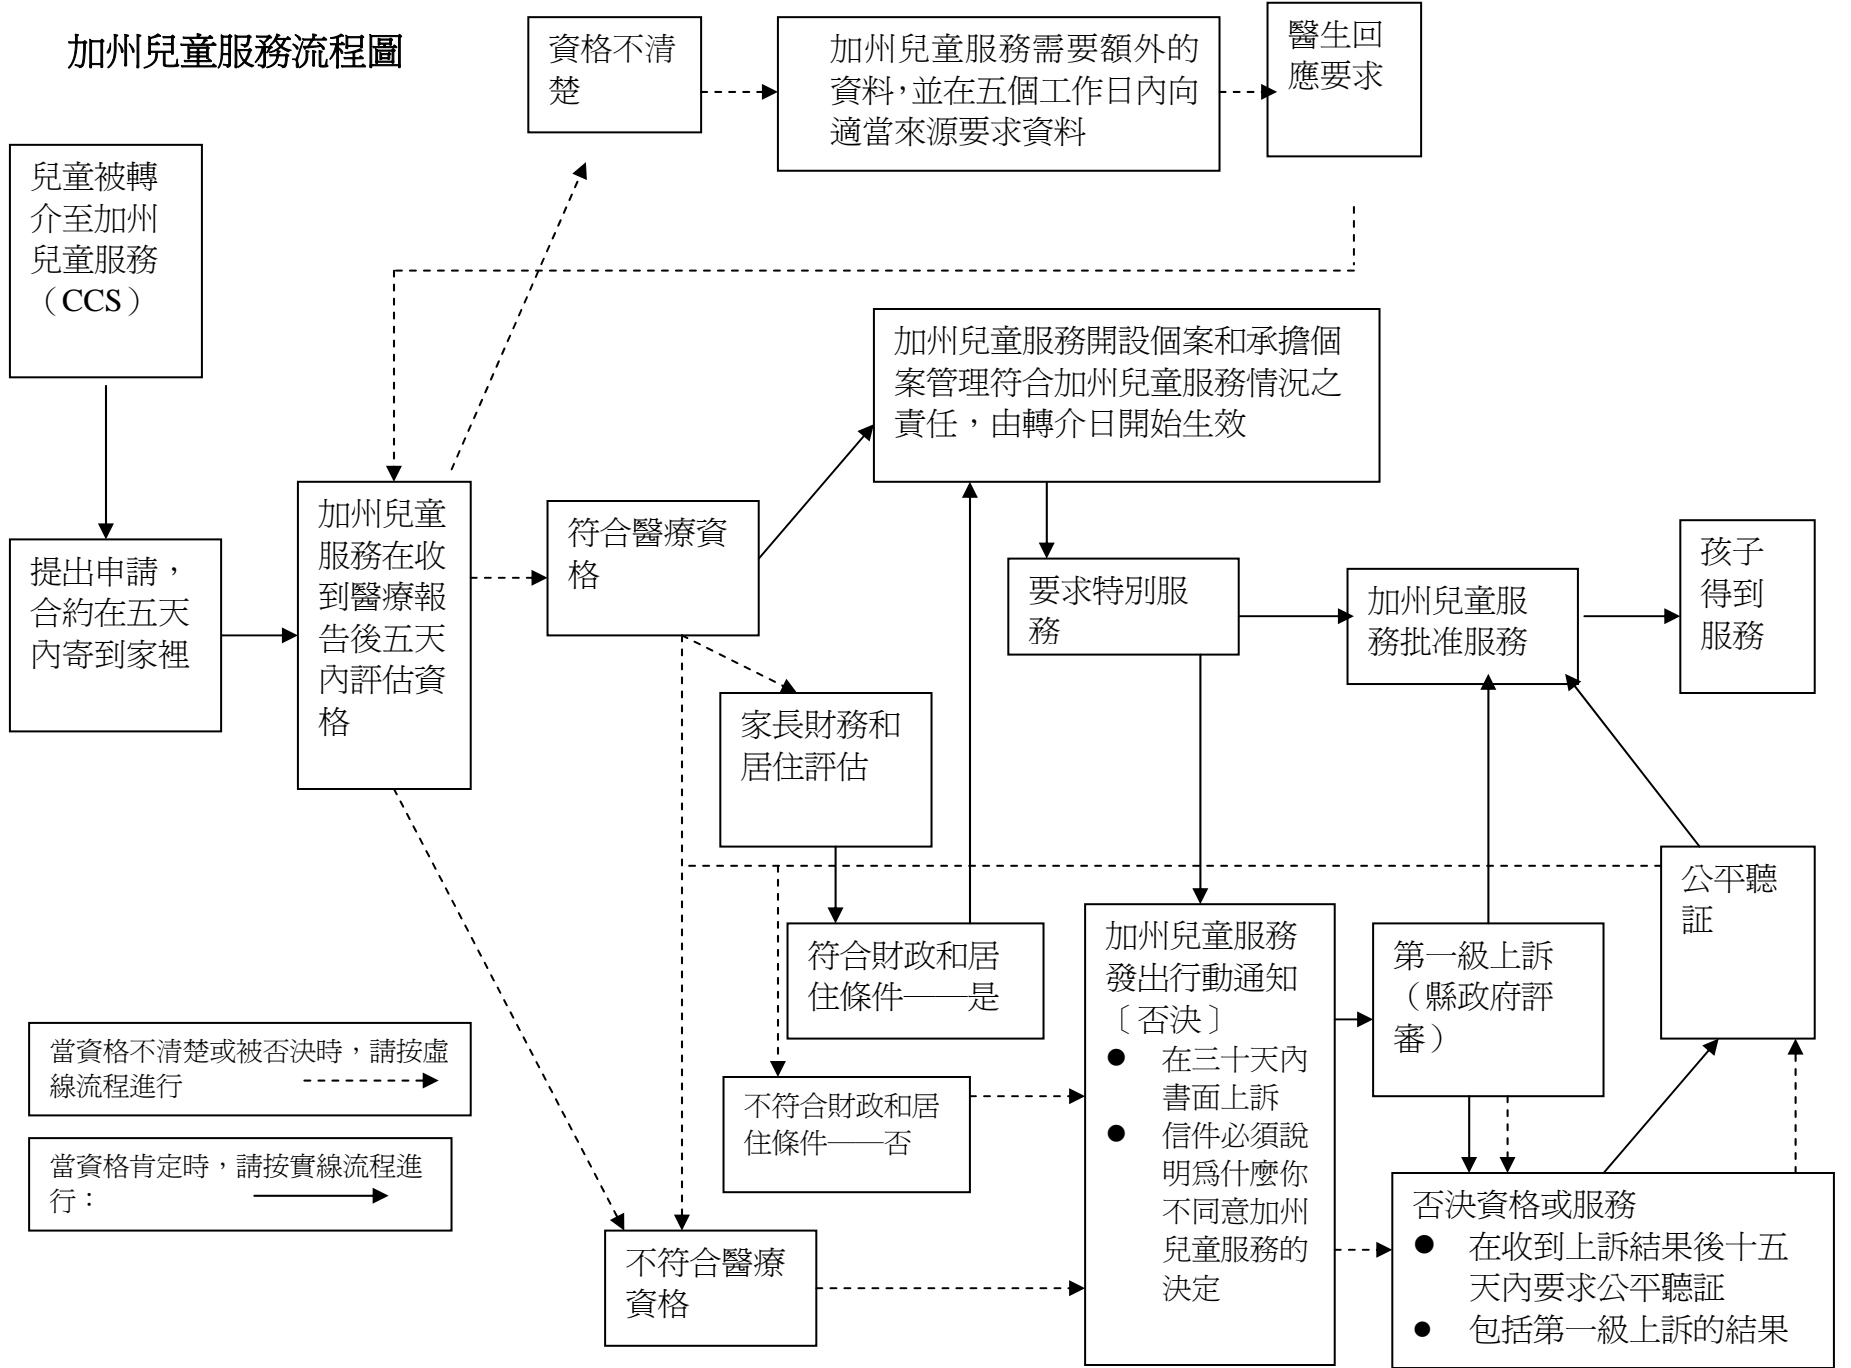 加州兒童服務流程圖
資格不清
楚
加州兒童服務需要額外的
資料，並在五個工作日內向
適當來源要求資料
醫生回
應要求
兒童被轉
介至加州
兒童服務
（CCS）
加州兒童服務開設個案和承擔個
案管理符合加州兒童服務情況之
責任，由轉介日開始生效
提出申請，
合約在五天
內寄到家裡
加州兒童
服務在收
到醫療報
告後五天
內評估資
格
符合醫療資
格
要求特別服
務
加州兒童服
務批准服務
孩子
得到
服務
家長財務和
居住評估
公平聽
証
符合財政和居
住條件——是
加州兒童服務
發出行動通知
〔否決〕
● 在三十天內
書面上訴
● 信件必須說
明爲什麼你
不同意加州
兒童服務的
決定
第一級上訴
（縣政府評
審）
不符合財政和居
住條件——否
當資格不清楚或被否決時，請按虛
線流程進行
當資格肯定時，請按實線流程進
行：
不符合醫療
資格
否決資格或服務
● 在收到上訴結果後十五
天內要求公平聽証
● 包括第一級上訴的結果